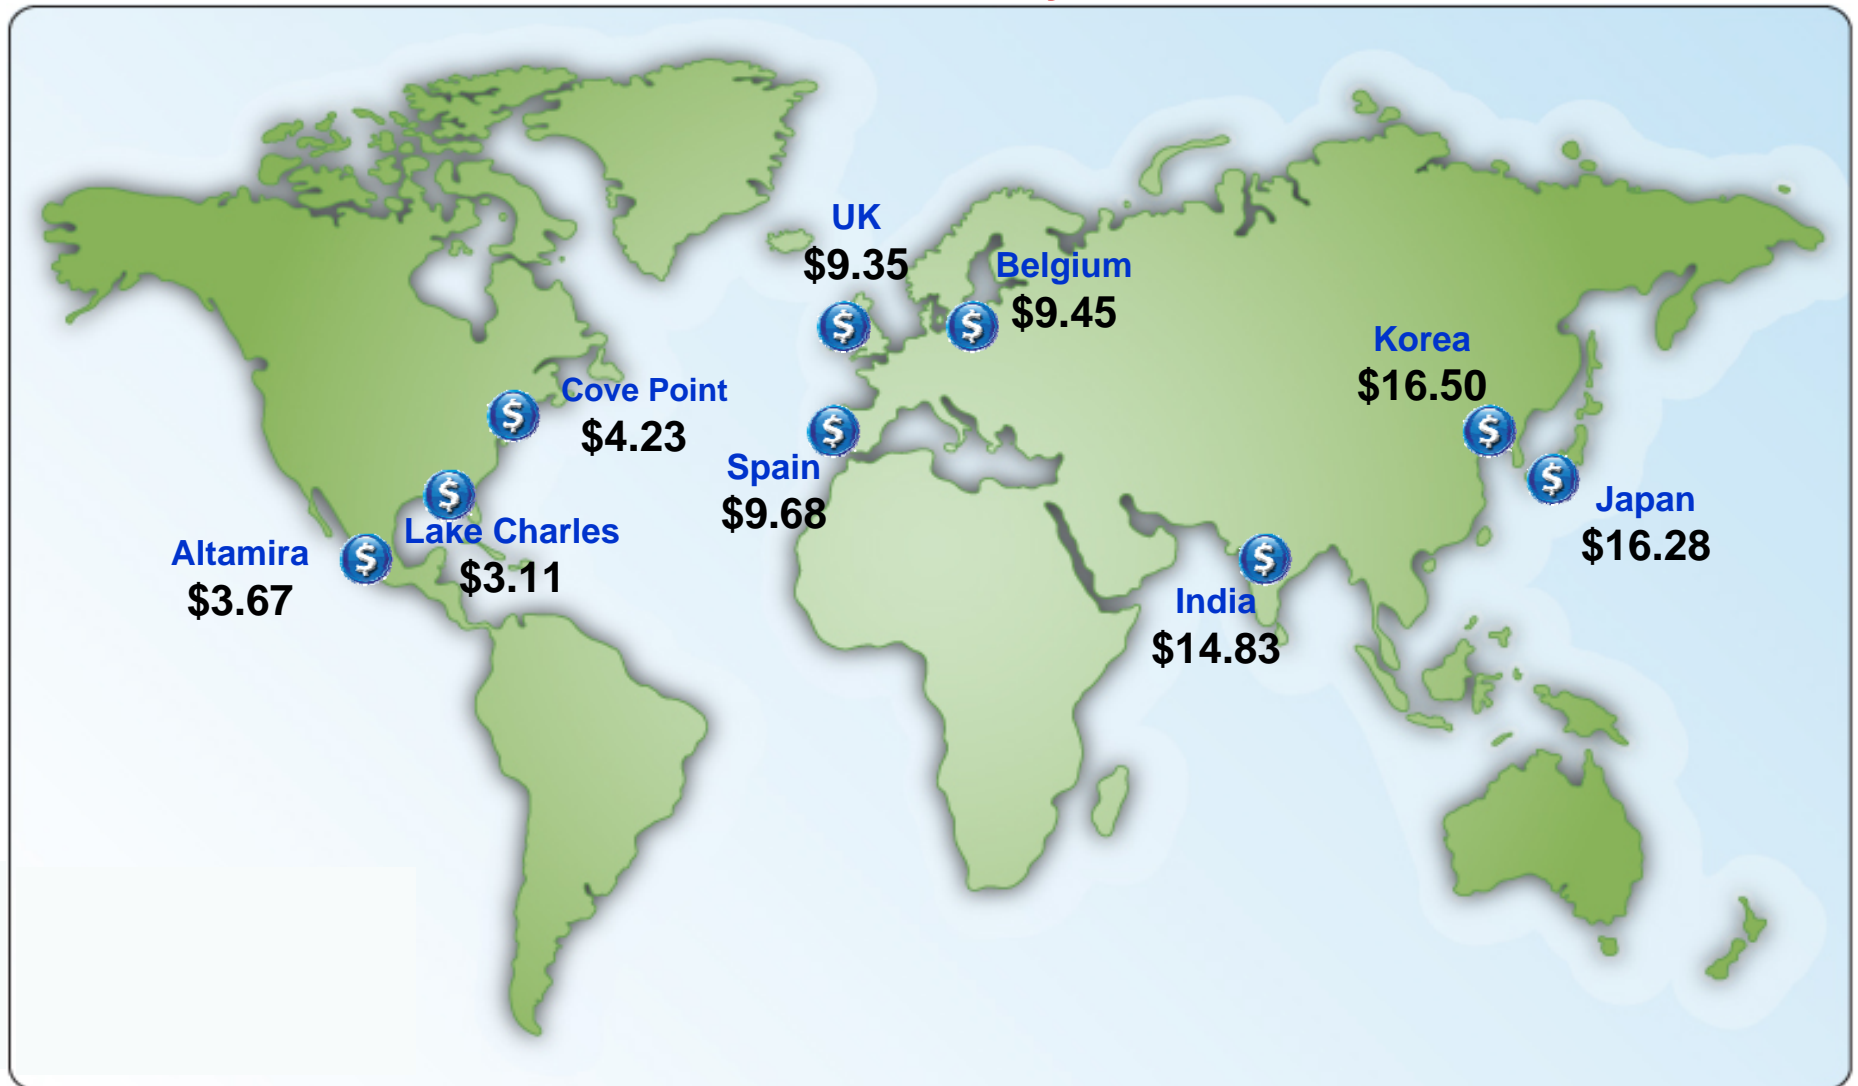 UK
$9.35
Belgium
$9.45
Korea
$16.50
Cove Point
$4.23
Spain
$9.68
Lake Charles
$3.11
Altamira
$3.67
Japan
$16.28
India
$14.83